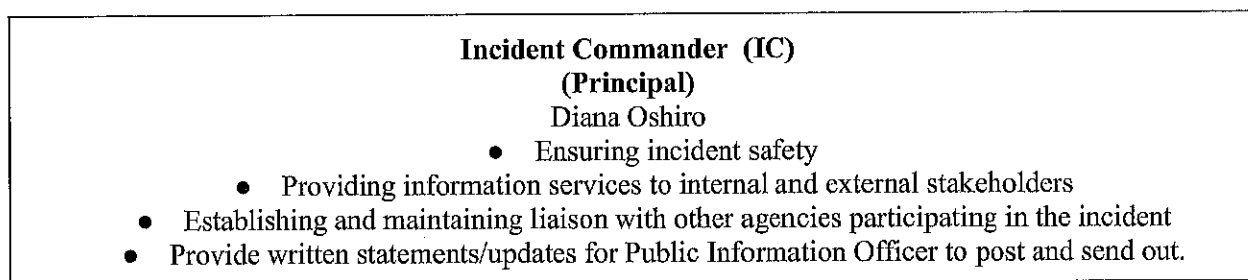 Incident Commander (IC)
(Principal)
Diana Oshiro
● Ensuring incident safety
● Providing information services to internal and external stakeholders
● Establishing and maintaining liaison with other agencies participating in the incident
● Provide written statements/updates for Public Information Officer to post and send out.